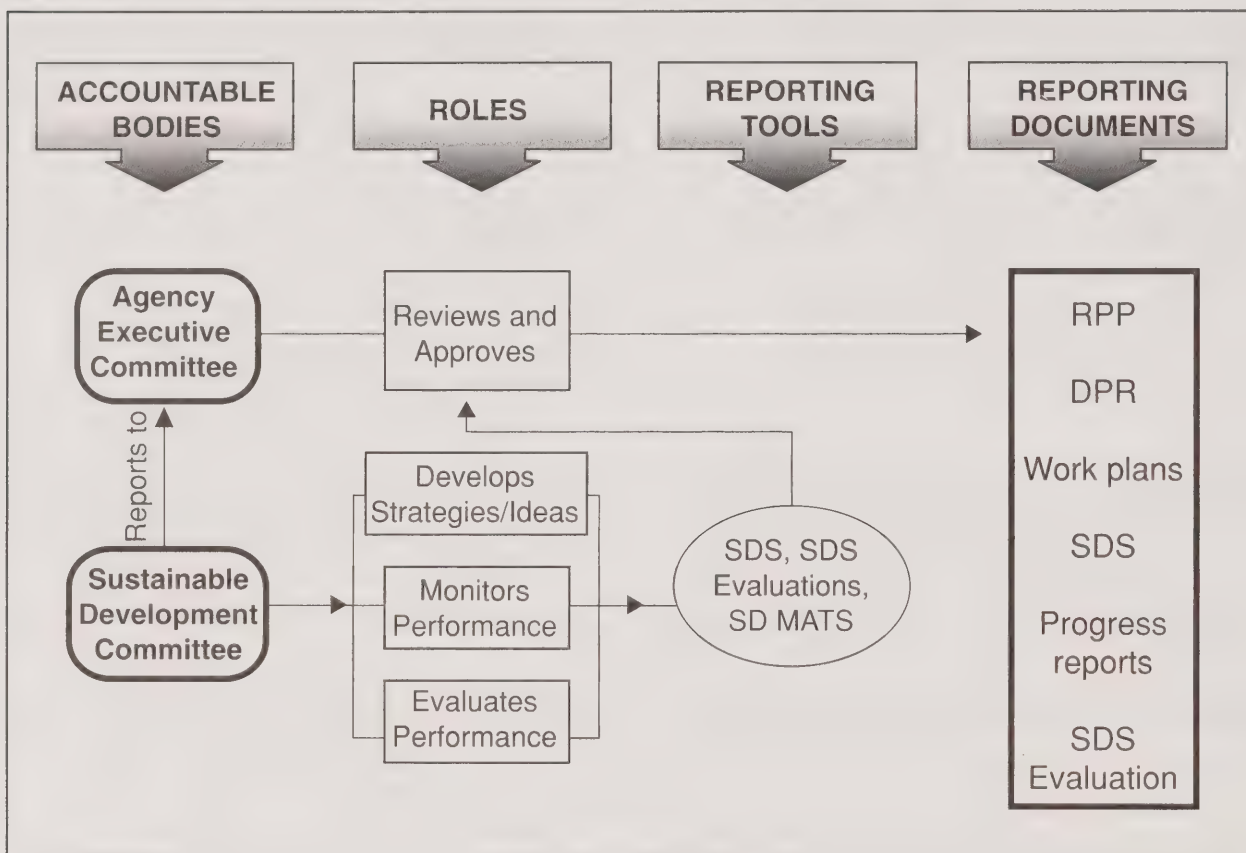 ACCOUNTABLE
BODIES
ROLES
REPORTING
TOOLS
REPORTING
DOCUMENTS
Agency
Executive
Committee
Reviews and
Approves
Reports to
Sustainable
Development
Committee
Develops
Strategies/Ideas
Monitors
Performance
Evaluates
Performance
SDS, SDS
Evaluations,
SD MATS
RPP
DPR
Work plans
SDS
Progress
reports
SDS
Evaluation